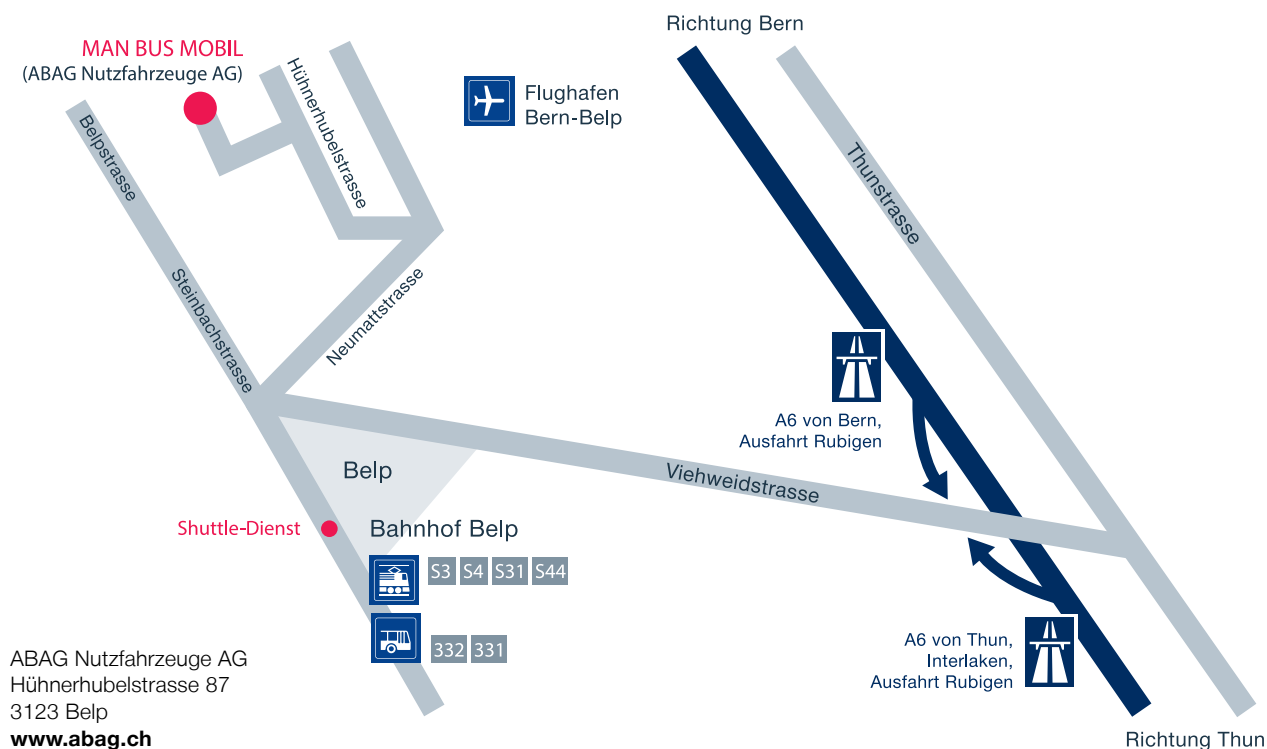 Richtung Bern
MAN BUS MOBIL
(ABAG Nutzfahrzeuge AG)
Hühnerhubelstrasse
Flughafen
Bern-Belp
Belpstrasse
Thunstrasse
Steinbachstrasse
Neumattstrasse
A6 von Bern,
Ausfahrt Rubigen
Belp
Viehweidstrasse
Shuttle-Dienst
Bahnhof Belp
S3 S4 S31 S44
332 331
A6 von Thun,
Interlaken,
Ausfahrt Rubigen
ABAG Nutzfahrzeuge AG
Hühnerhubelstrasse 87
3123 Belp
www.abag.ch
Richtung Thun